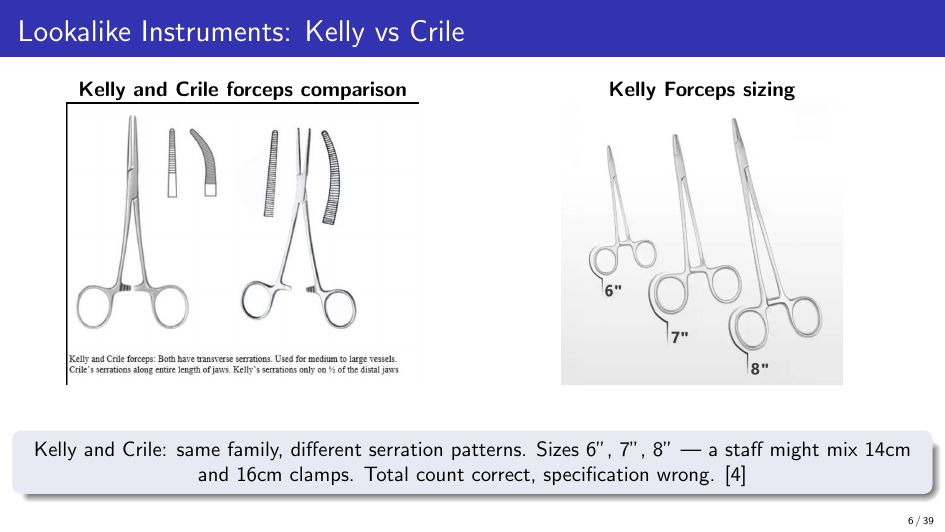 Lookalike Instruments: Kelly vs Crile
Kelly and Crile forceps comparison
Kelly and Crile forceps: Both have transverse serrations. Used for medium to large vessels.
Crile's serrations along entire length of jaws. Kelly's serrations only on ½ of the distal jaws
Kelly Forceps sizing
6"
7"
8"
Kelly and Crile: same family, different serration patterns. Sizes 6”, 7”, 8” — a staff might mix 14cm
and 16cm clamps. Total count correct, specification wrong. [4]
6 / 39